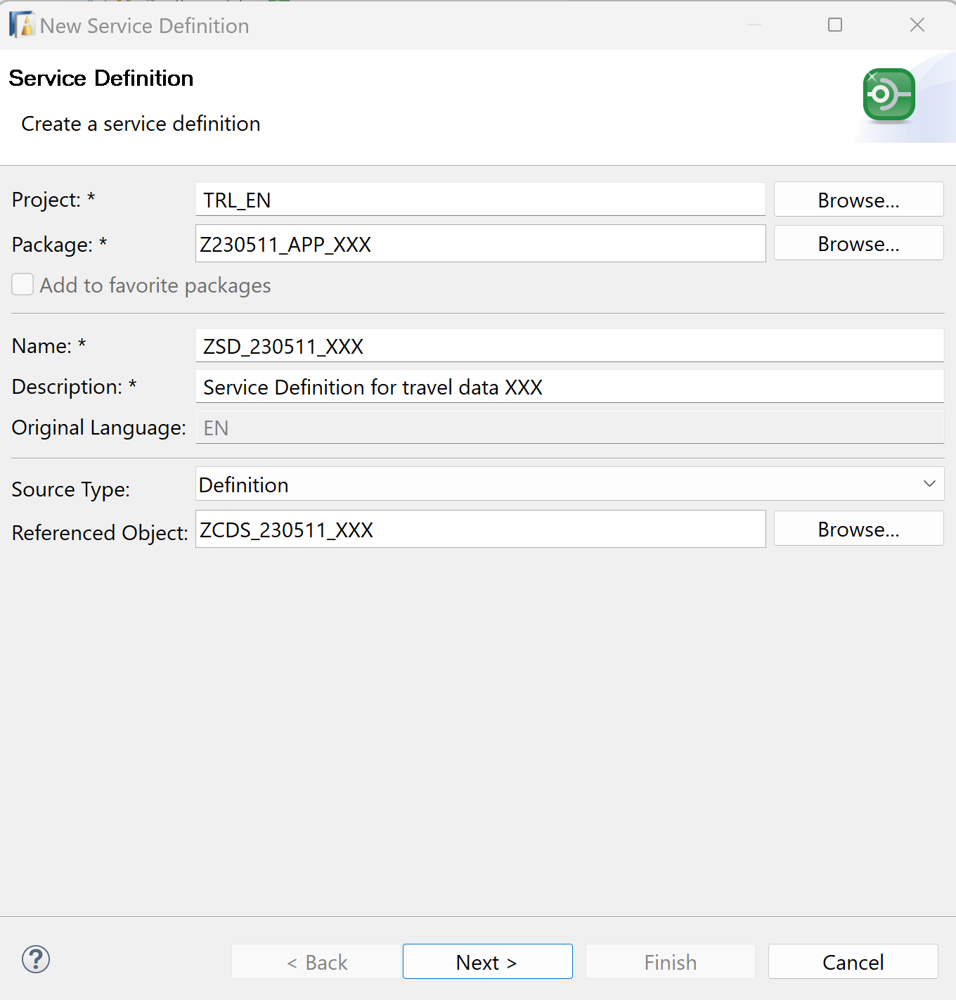 New Service Definition
Service Definition
Create a service definition
Project: * TRL_EN Browse...
Package: * Z230511_APP_XXX Browse...
Add to favorite packages
Name: * ZSD_230511_XXX
Description: * Service Definition for travel data XXX
Original Language: EN
Source Type: Definition
Referenced Object: ZCDS_230511_XXX Browse...
? < Back Next > Finish Cancel